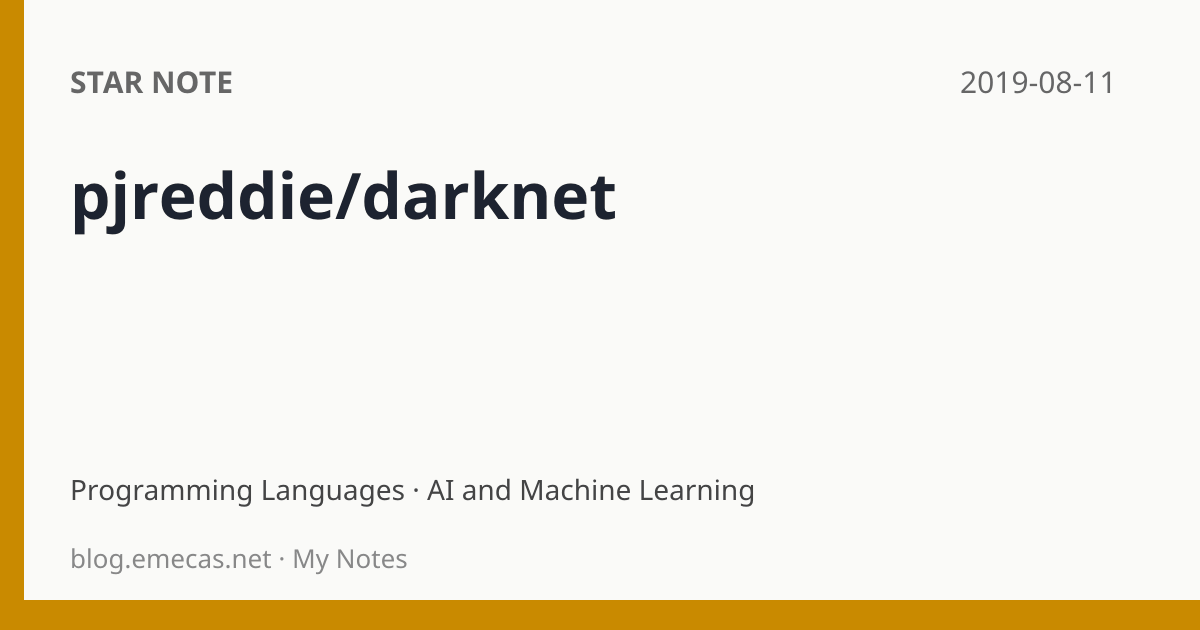 STAR NOTE
2019-08-11
pjreddie/darknet
Programming Languages · AI and Machine Learning
blog.emecas.net · My Notes